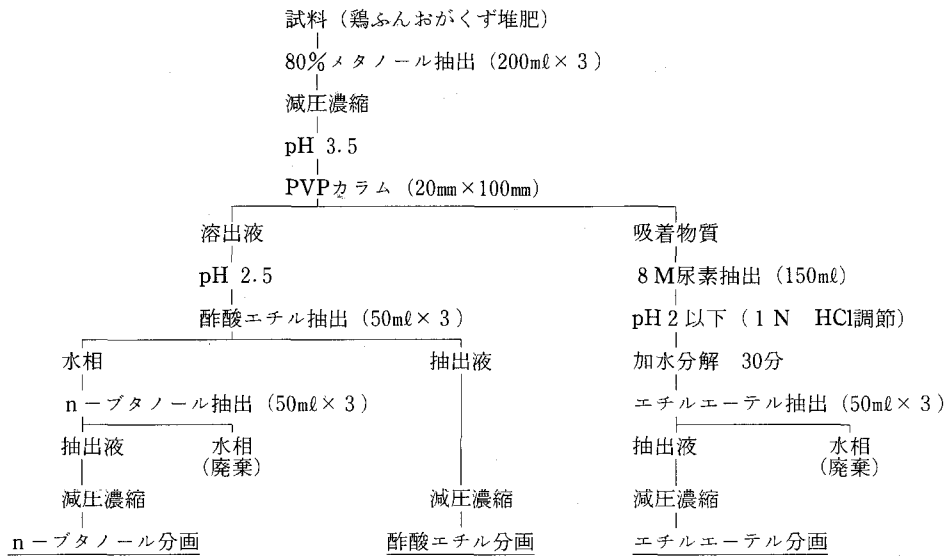 試料（鶏ふんおがくず堆肥）
80%メタノール抽出（200mℓ×3）
減圧濃縮
pH 3.5
PVPカラム（20mm×100mm）
溶出液 吸着物質
pH 2.5 8M尿素抽出（150mℓ）
酢酸エチル抽出（50mℓ×3） pH2以下（1N HCl調節）
水相 抽出液 加水分解 30分
n－ブタノール抽出（50mℓ×3） エチルエーテル抽出（50mℓ×3）
抽出液 水相 抽出液 水相
（廃棄） （廃棄）
減圧濃縮 減圧濃縮 減圧濃縮
n－ブタノール分画 酢酸エチル分画 エチルエーテル分画